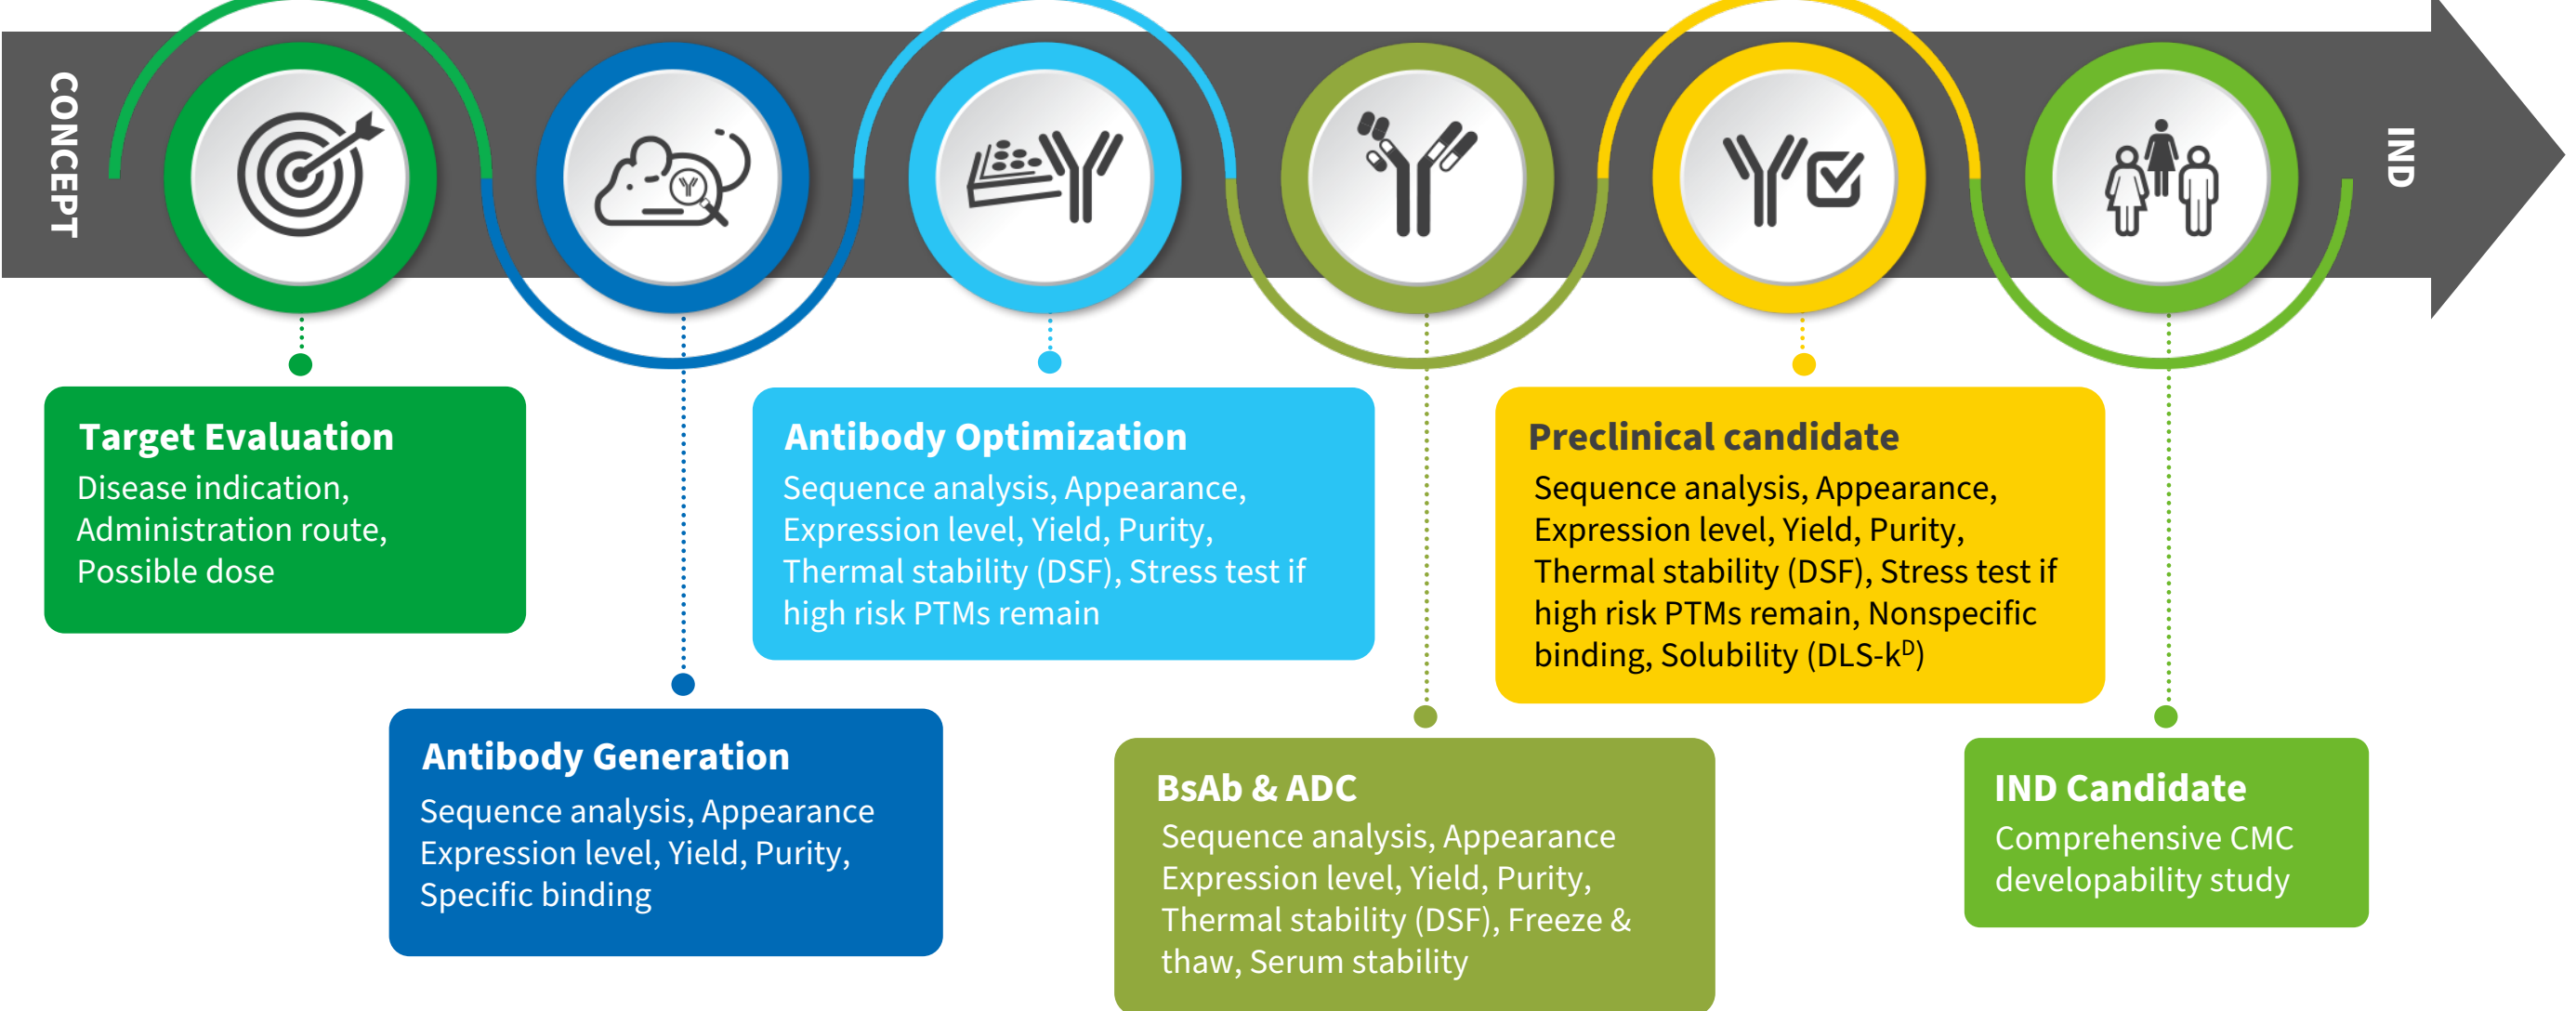 CONCEPT
IND
Target Evaluation
Disease indication,
Administration route,
Possible dose
Antibody Generation
Sequence analysis, Appearance
Expression level, Yield, Purity,
Specific binding
Antibody Optimization
Sequence analysis, Appearance,
Expression level, Yield, Purity,
Thermal stability (DSF), Stress test if
high risk PTMs remain
BsAb & ADC
Sequence analysis, Appearance
Expression level, Yield, Purity,
Thermal stability (DSF), Freeze &
thaw, Serum stability
Preclinical candidate
Sequence analysis, Appearance,
Expression level, Yield, Purity,
Thermal stability (DSF), Stress test if
high risk PTMs remain, Nonspecific
binding, Solubility (DLS-kᴰ)
IND Candidate
Comprehensive CMC
developability study